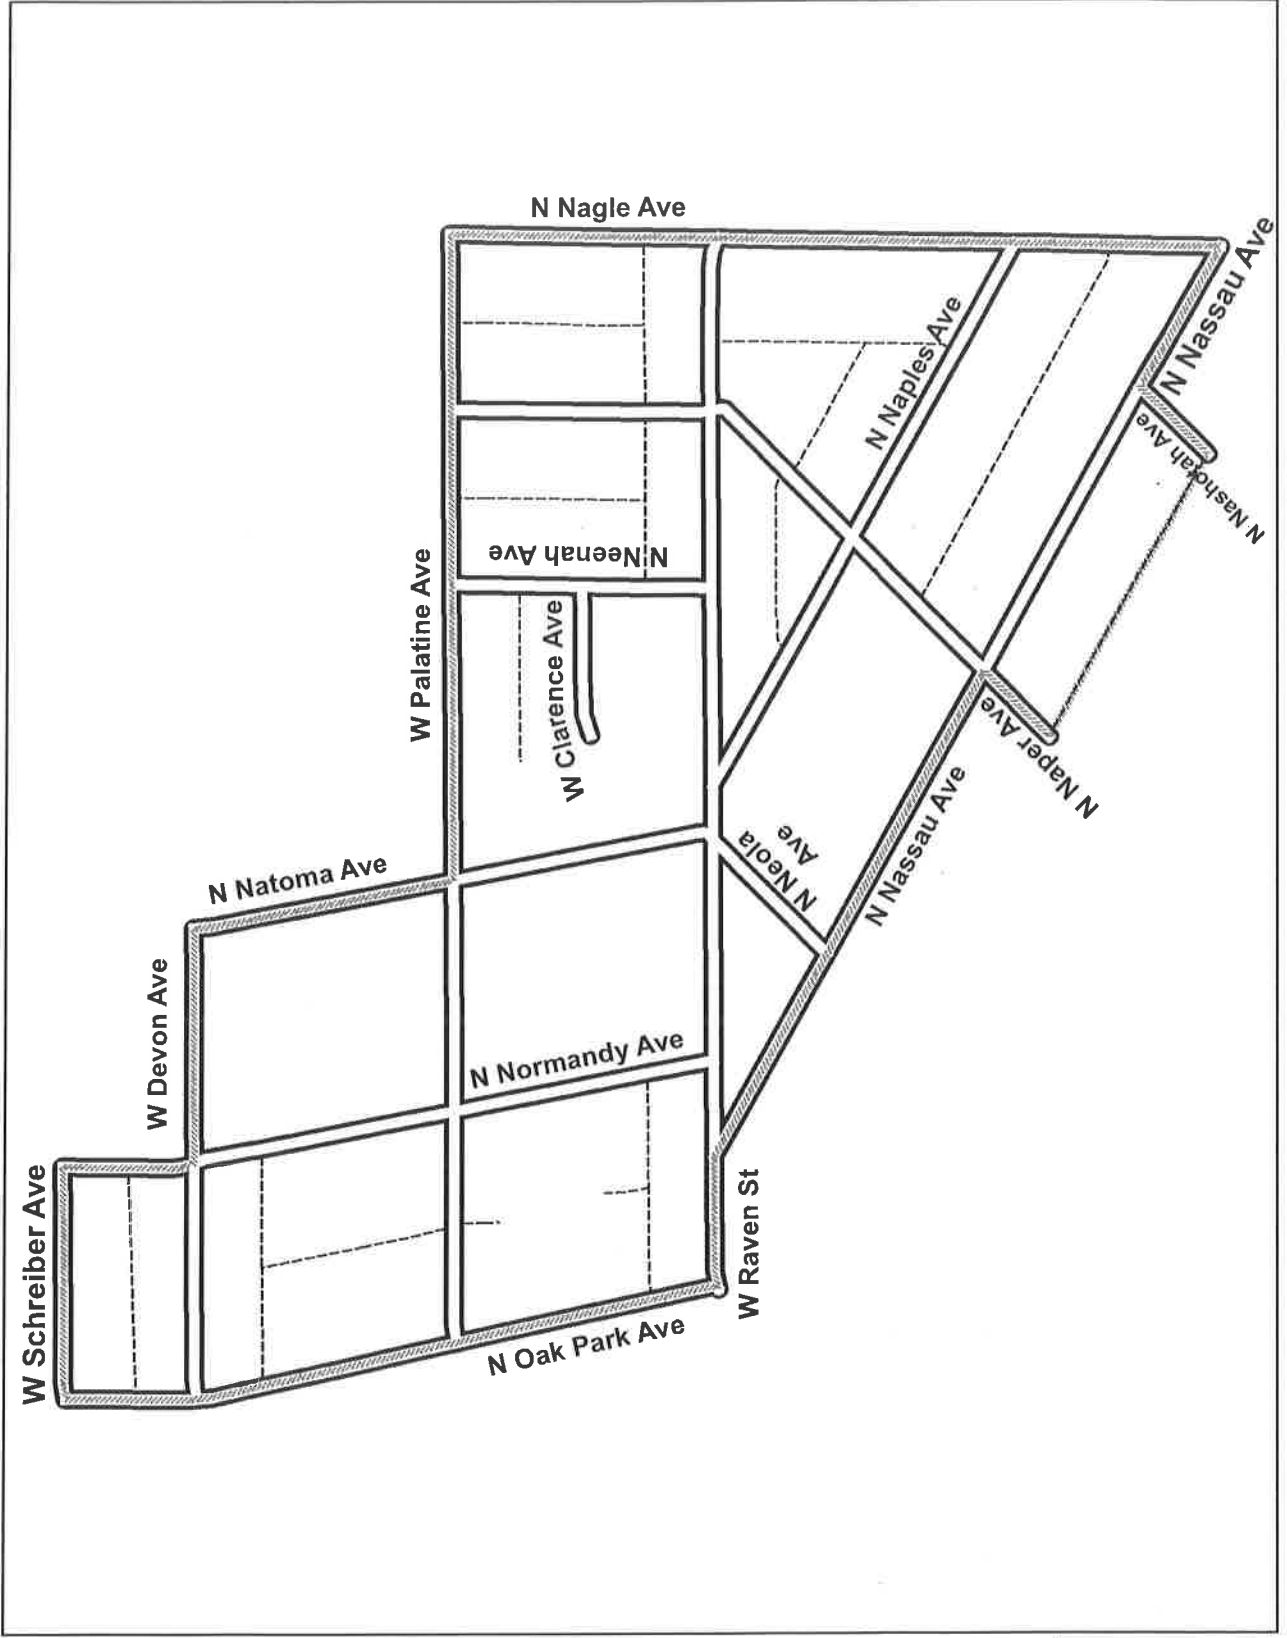 N Nagle Ave
N Nassau Ave
N Naples Ave
N Nashotah Ave
W Palatine Ave
N Neenah Ave
W Clarence Ave
N Naper Ave
N Neola
Ave
N Nassau Ave
N Natoma Ave
W Devon Ave
N Normandy Ave
W Schreiber Ave
W Raven St
N Oak Park Ave